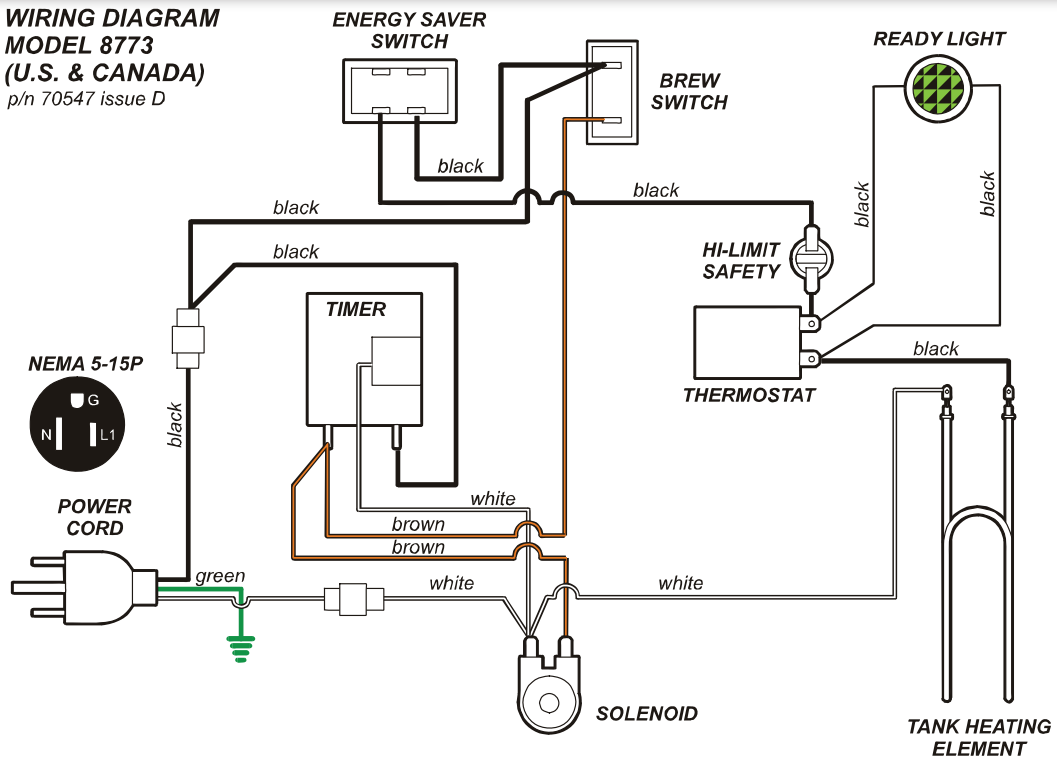 WIRING DIAGRAM
MODEL 8773
(U.S. & CANADA)
p/n 70547 issue D
ENERGY SAVER
SWITCH
BREW
SWITCH
READY LIGHT
black
black
black
black
black
black
HI-LIMIT
SAFETY
TIMER
THERMOSTAT
black
NEMA 5-15P
G
N
L1
black
POWER
CORD
white
brown
brown
green
white
white
SOLENOID
TANK HEATING
ELEMENT